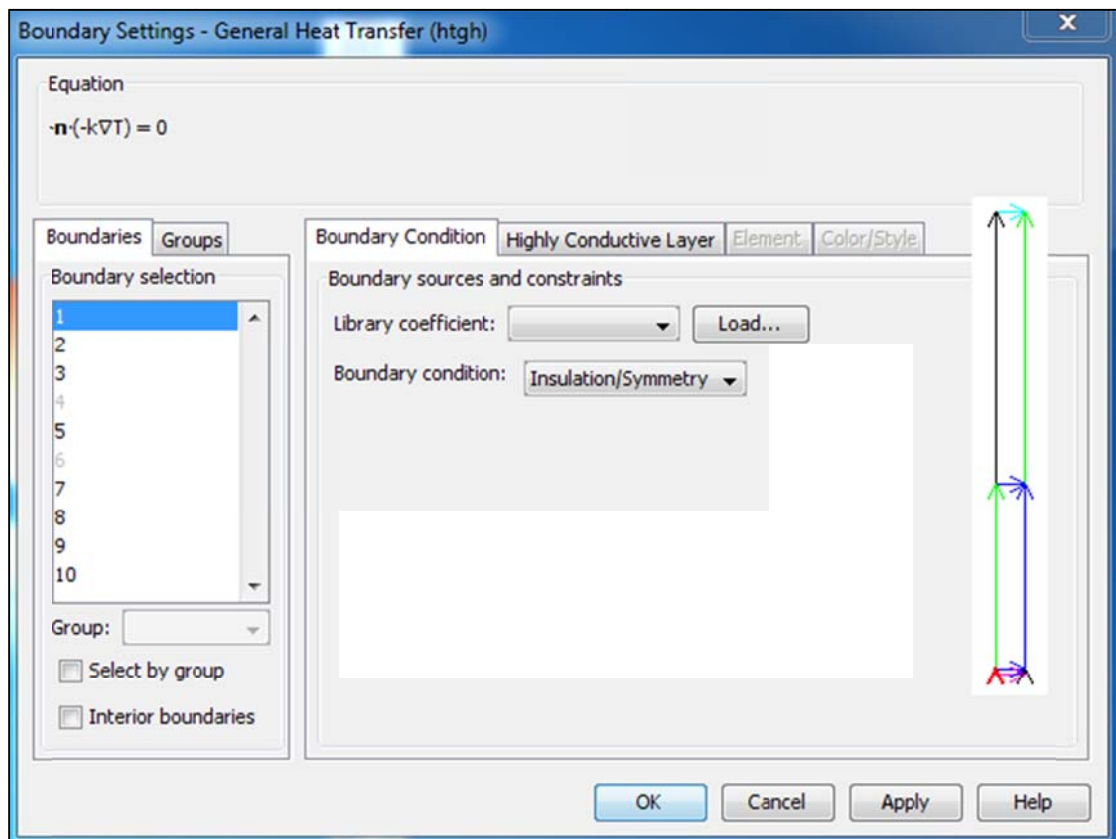 Boundary Settings - General Heat Transfer (htgh)
x
Equation
-n·(-k∇T) = 0
Boundaries
Groups
Boundary selection
1
2
3
4
5
6
7
8
9
10
Group:
Select by group
Interior boundaries
Boundary Condition
Highly Conductive Layer
Element
Color/Style
Boundary sources and constraints
Library coefficient:
Load...
Boundary condition:
Insulation/Symmetry
OK
Cancel
Apply
Help